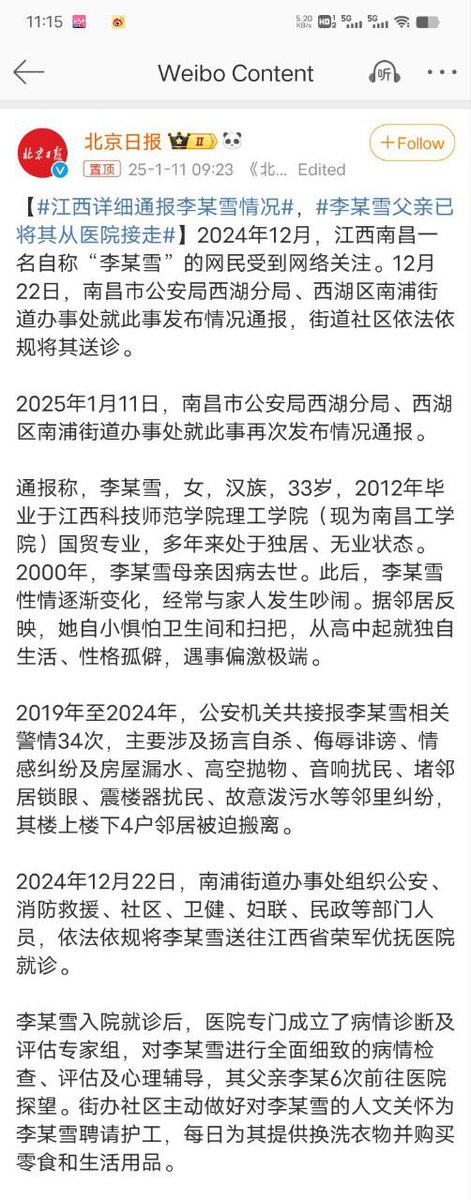 11:15
5.20 KB/s HD 5G 5G
Weibo Content
听
北京日报
II
+Follow
北京日报
置顶 25-1-11 09:23 《北... Edited
【#江西详细通报李某雪情况#，#李某雪父亲已
将其从医院接走#】2024年12月，江西南昌一
名自称“李某雪”的网民受到网络关注。12月
22日，南昌市公安局西湖分局、西湖区南浦街
道办事处就此事发布情况通报，街道社区依法依
规将其送诊。
2025年1月11日，南昌市公安局西湖分局、西湖
区南浦街道办事处就此事再次发布情况通报。
通报称，李某雪，女，汉族，33岁，2012年毕
业于江西科技师范学院理工学院（现为南昌工学
院）国贸专业，多年来处于独居、无业状态。
2000年，李某雪母亲因病去世。此后，李某雪
性情逐渐变化，经常与家人发生吵闹。据邻居反
映，她自小惧怕卫生间和扫把，从高中起就独自
生活、性格孤僻，遇事偏激极端。
2019年至2024年，公安机关共接报李某雪相关
警情34次，主要涉及扬言自杀、侮辱诽谤、情
感纠纷及房屋漏水、高空抛物、音响扰民、堵邻
居锁眼、震楼器扰民、故意泼污水等邻里纠纷，
其楼上楼下4户邻居被迫搬离。
2024年12月22日，南浦街道办事处组织公安、
消防救援、社区、卫健、妇联、民政等部门人
员，依法依规将李某雪送往江西省荣军优抚医院
就诊。
李某雪入院就诊后，医院专门成立了病情诊断及
评估专家组，对李某雪进行全面细致的病情检
查、评估及心理辅导，其父亲李某6次前往医院
探望。街办社区主动做好对李某雪的人文关怀为
李某雪聘请护工，每日为其提供换洗衣物并购买
零食和生活用品。